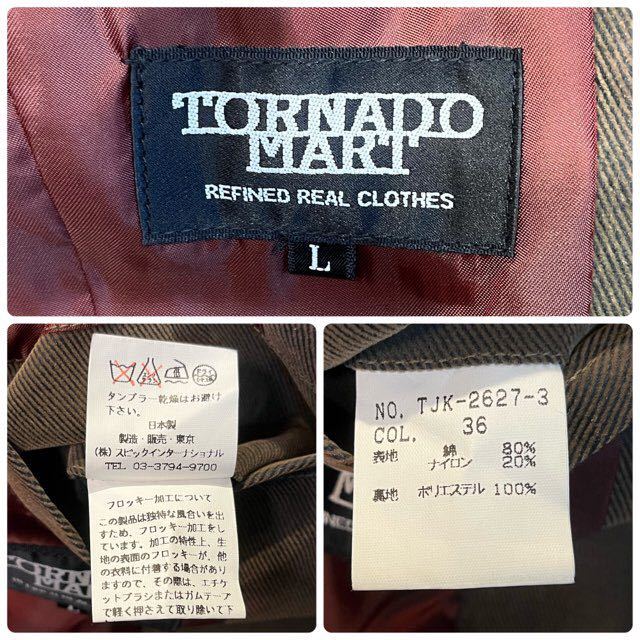 TORNADO
MART
REFINED REAL CLOTHES
L
タンブラー乾燥はお避け
下さい。
日本製
製造・販売・東京
(株) スピックインターナショナル
TEL 03-3794-9700
フロッキー加工について
この製品は独特な風合いを出
すため、フロッキー加工をし
ています。加工の特性上、生
地の表面のフロッキーが、他
の衣料に付着する場合があり
ますので、その際は、エチケ
ットブラシまたはガムテープ
で軽く押さえて取り除いて下
NO. TJK-2627-3
COL. 36
表地 綿 80%
ナイロン 20%
裏地 ポリエステル 100%
TORNADO
MART
L